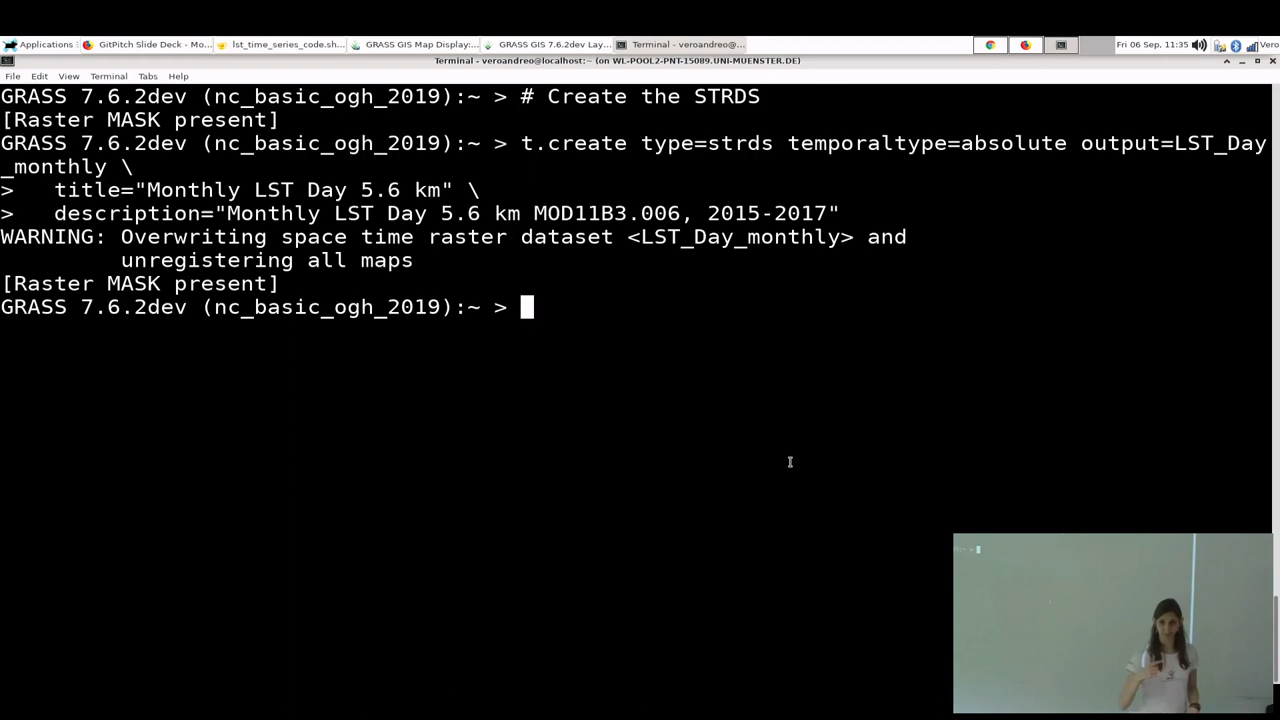 Applications
GitPitch Slide Deck - Mo...
lst_time_series_code.sh...
GRASS GIS Map Display:...
GRASS GIS 7.6.2dev Lay...
Terminal - veroandreo@...
Fri 06 Sep, 11:35
Vero
Terminal - veroandreo@localhost:~ (on WL-POOL2-PNT-15089.UNI-MUENSTER.DE)
File Edit View Terminal Tabs Help
GRASS 7.6.2dev (nc_basic_ogh_2019):~ > # Create the STRDS
[Raster MASK present]
GRASS 7.6.2dev (nc_basic_ogh_2019):~ > t.create type=strds temporaltype=absolute output=LST_Day
_monthly \
>   title="Monthly LST Day 5.6 km" \
>   description="Monthly LST Day 5.6 km MOD11B3.006, 2015-2017"
WARNING: Overwriting space time raster dataset <LST_Day_monthly> and
unregistering all maps
[Raster MASK present]
GRASS 7.6.2dev (nc_basic_ogh_2019):~ >